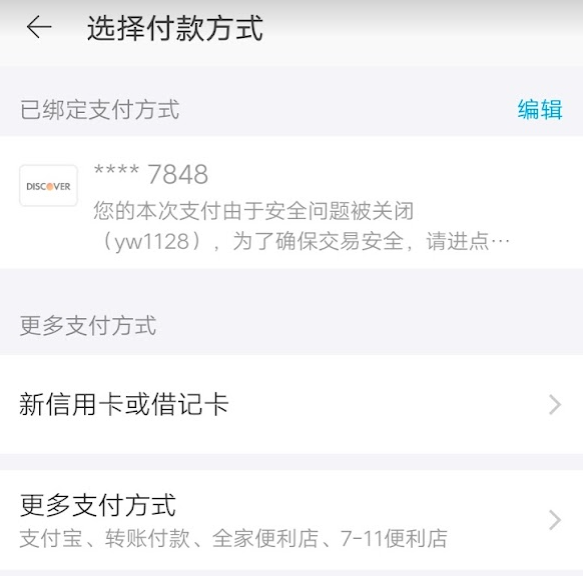 选择付款方式
已绑定支付方式 编辑
DISCOVER **** 7848
您的本次支付由于安全问题被关闭
（yw1128），为了确保交易安全，请进点…
更多支付方式
新信用卡或借记卡
更多支付方式
支付宝、转账付款、全家便利店、7-11便利店